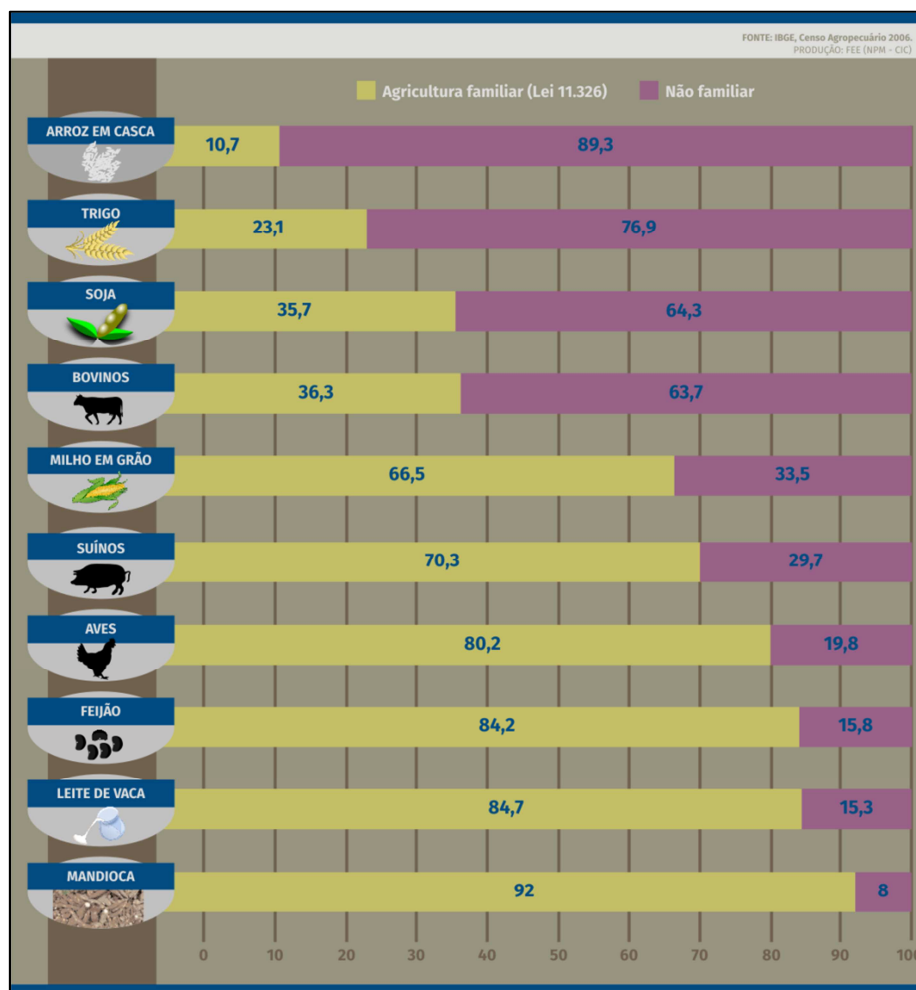 FONTE: IBGE, Censo Agropecuário 2006.
PRODUÇÃO: FEE (NPM - CIC)
Agricultura familiar (Lei 11.326) Não familiar
ARROZ EM CASCA 10,7 89,3
TRIGO 23,1 76,9
SOJA 35,7 64,3
BOVINOS 36,3 63,7
MILHO EM GRÃO 66,5 33,5
SUÍNOS 70,3 29,7
AVES 80,2 19,8
FEIJÃO 84,2 15,8
LEITE DE VACA 84,7 15,3
MANDIOCA 92 8
0 10 20 30 40 50 60 70 80 90 100